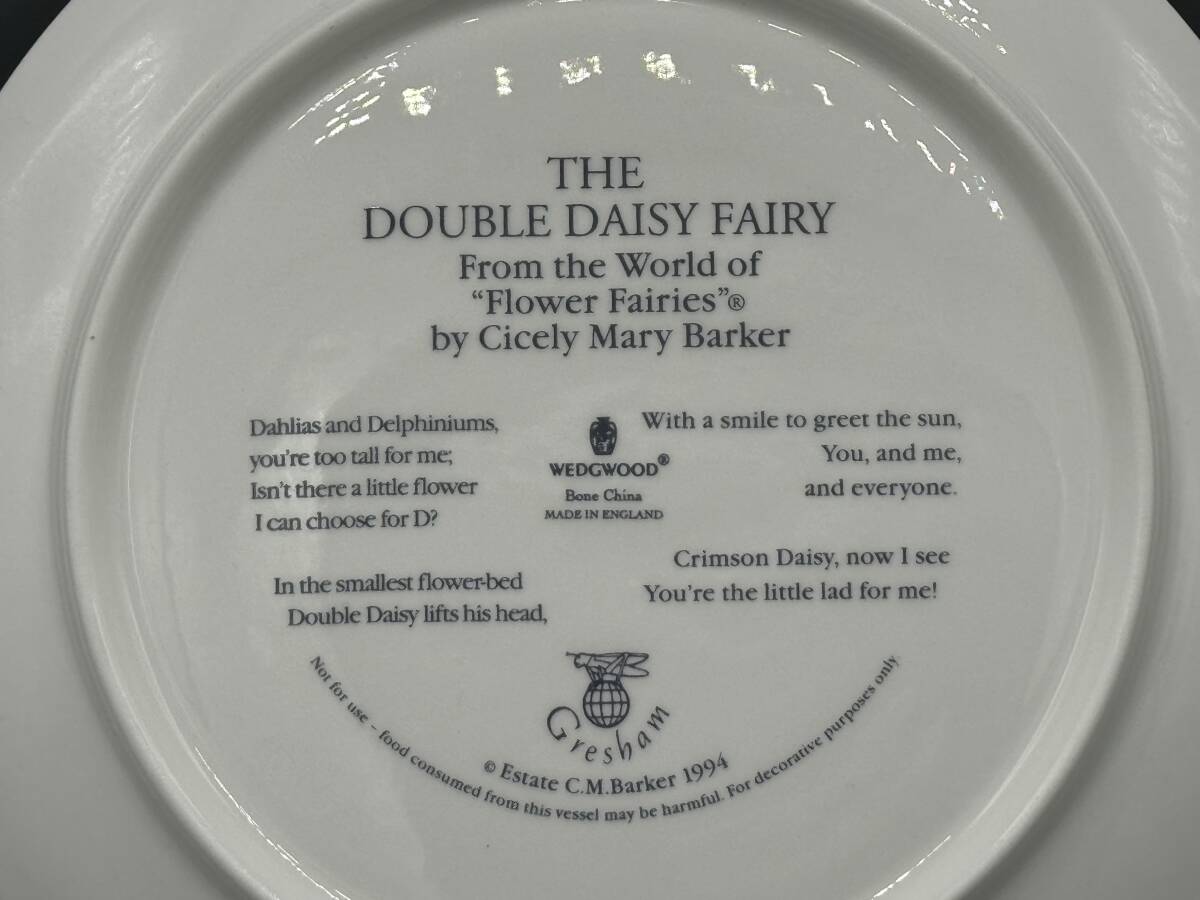 THE
DOUBLE DAISY FAIRY
From the World of
“Flower Fairies”®
by Cicely Mary Barker
Dahlias and Delphiniums,
you're too tall for me;
Isn't there a little flower
I can choose for D?
In the smallest flower-bed
Double Daisy lifts his head,
WEDGWOOD®
Bone China
MADE IN ENGLAND
With a smile to greet the sun,
You, and me,
and everyone.
Crimson Daisy, now I see
You're the little lad for me!
Gresham
© Estate C.M.Barker 1994
Not for use - food consumed from this vessel may be harmful. For decorative purposes only.